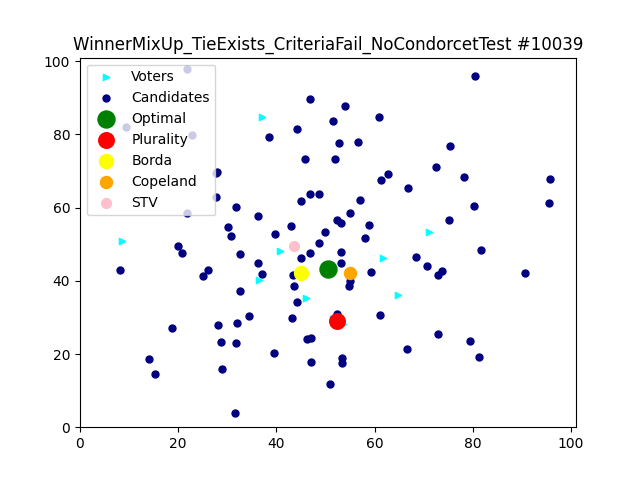 WinnerMixUp_TieExists_CriteriaFail_NoCondorcetTest #10039
Voters
Candidates
Optimal
Plurality
Borda
Copeland
STV
100
80
60
40
20
0
0 20 40 60 80 100